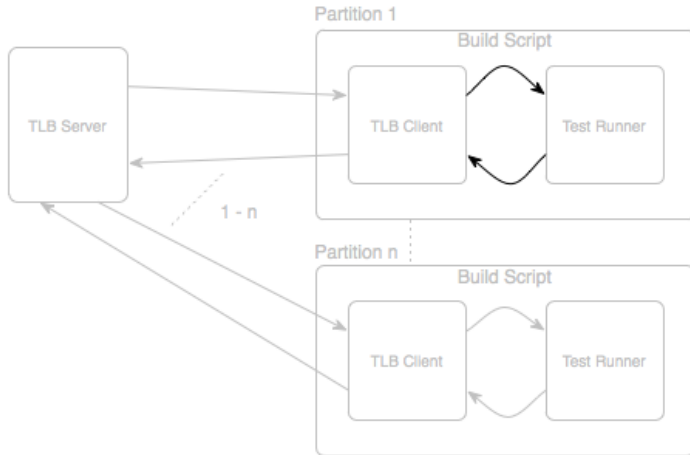 Partition 1
Build Script
TLB Server
TLB Client
Test Runner
1 - n
Partition n
Build Script
TLB Client
Test Runner